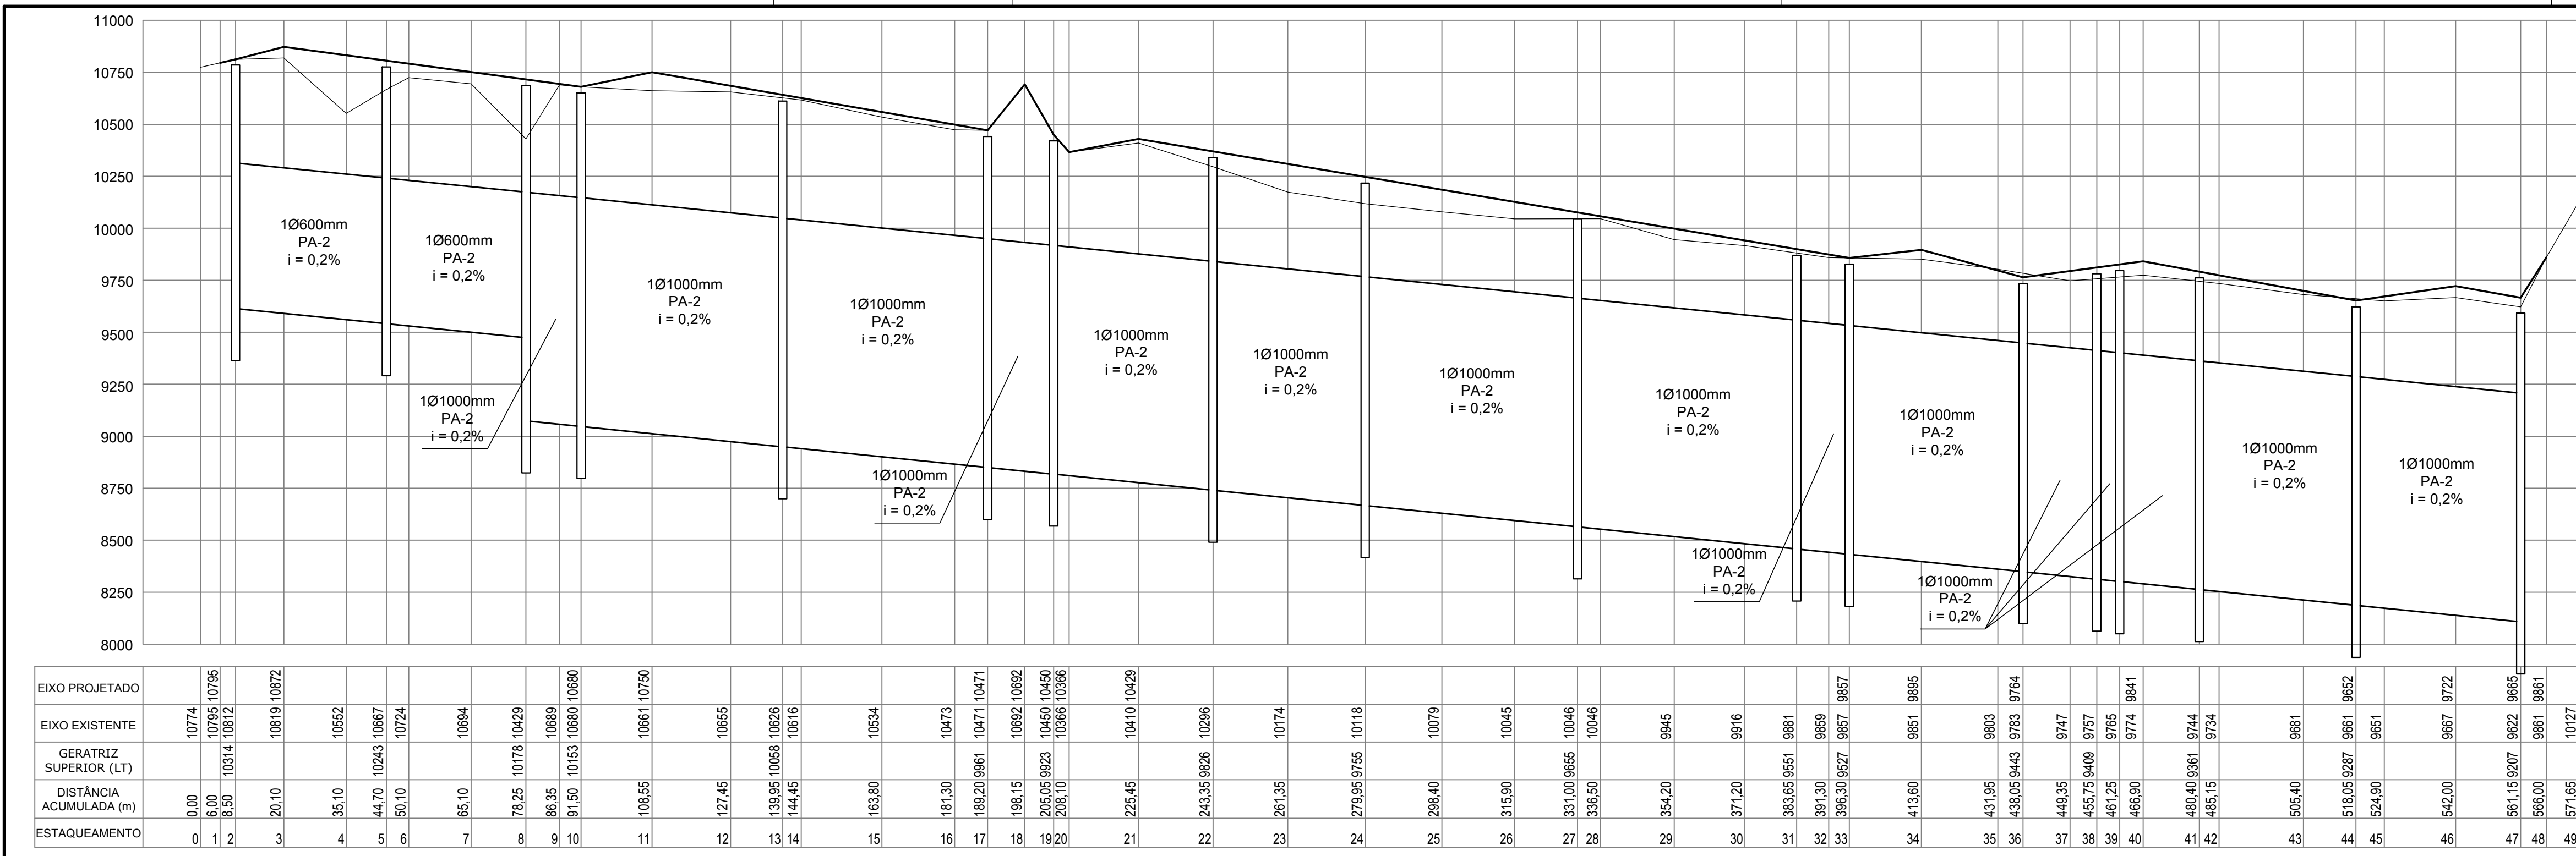 11000
10750
10500
10250
10000
9750
9500
9250
9000
8750
8500
8250
8000
1Ø600mm
PA-2
i = 0,2%
1Ø600mm
PA-2
i = 0,2%
1Ø1000mm
PA-2
i = 0,2%
1Ø1000mm
PA-2
i = 0,2%
1Ø1000mm
PA-2
i = 0,2%
1Ø1000mm
PA-2
i = 0,2%
1Ø1000mm
PA-2
i = 0,2%
1Ø1000mm
PA-2
i = 0,2%
1Ø1000mm
PA-2
i = 0,2%
1Ø1000mm
PA-2
i = 0,2%
1Ø1000mm
PA-2
i = 0,2%
1Ø1000mm
PA-2
i = 0,2%
1Ø1000mm
PA-2
i = 0,2%
1Ø1000mm
PA-2
i = 0,2%
1Ø1000mm
PA-2
i = 0,2%
EIXO PROJETADO 10795 10872 10680 10750 10471 10692 10450 10366 10429 9857 9895 9764 9841 9652 9722 9665 9861
EIXO EXISTENTE 10774 10795 10812 10819 10552 10667 10724 10694 10429 10689 10680 10661 10655 10626 10616 10534 10473 10471 10692 10450 10366 10410 10296 10174 10118 10079 10045 10046 10046 9945 9916 9881 9859 9857 9851 9803 9783 9747 9757 9765 9774 9744 9734 9681 9661 9651 9667 9622 9861 10127
GERATRIZ
SUPERIOR (LT) 10314 10243 10178 10153 10058 9961 9923 9826 9755 9655 9551 9527 9443 9409 9361 9287 9207
DISTÂNCIA
ACUMULADA (m) 0,00 6,00 8,50 20,10 35,10 44,70 50,10 65,10 78,25 86,35 91,50 108,55 127,45 139,95 144,45 163,80 181,30 189,20 198,15 205,05 208,10 225,45 243,35 261,35 279,95 298,40 315,90 331,00 336,50 354,20 371,20 383,65 391,30 396,30 413,60 431,95 438,05 449,35 455,75 461,25 466,90 480,40 485,15 505,40 518,05 524,90 542,00 561,15 566,00 571,65
ESTAQUEAMENTO 0 1 2 3 4 5 6 7 8 9 10 11 12 13 14 15 16 17 18 19 20 21 22 23 24 25 26 27 28 29 30 31 32 33 34 35 36 37 38 39 40 41 42 43 44 45 46 47 48 49